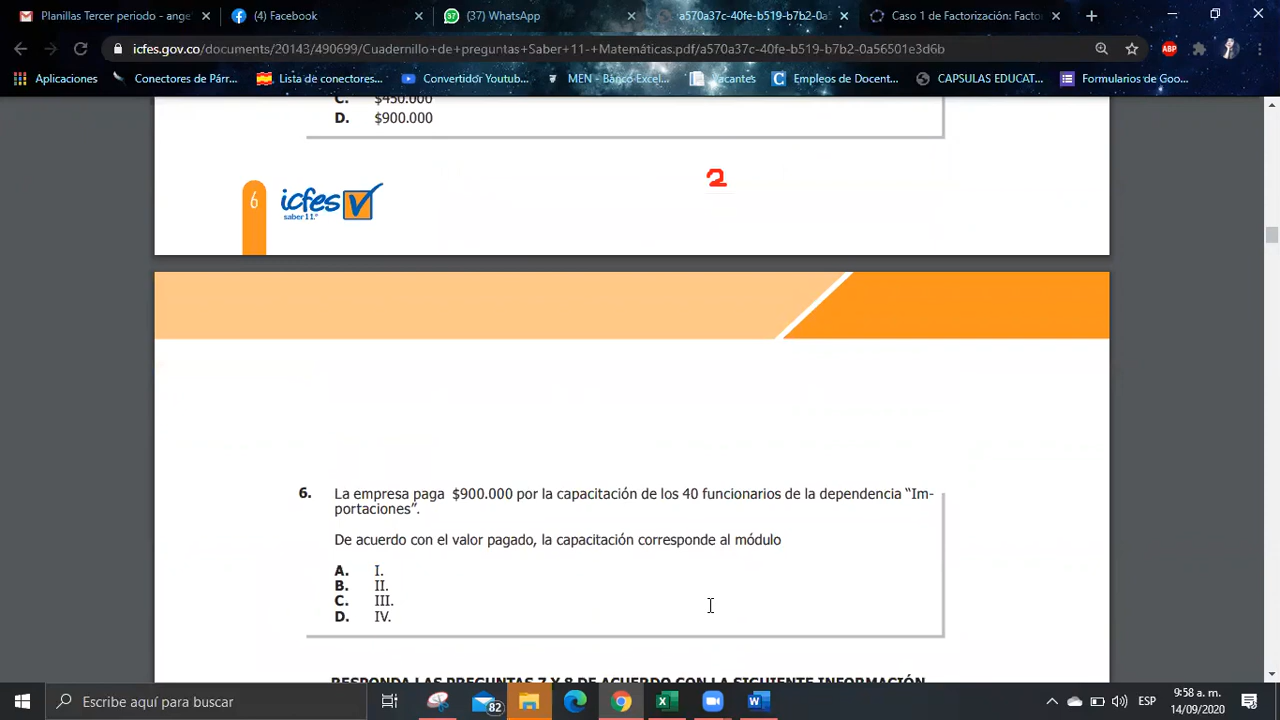 Planillas Tercer periodo - ange
(4) Facebook
(37) WhatsApp
a570a37c-40fe-b519-b7b2-0a5
Caso 1 de Factorización: Facto
icfes.gov.co/documents/20143/490699/Cuadernillo+de+preguntas+Saber+11-+Matemáticas.pdf/a570a37c-40fe-b519-b7b2-0a56501e3d6b
ABP
Aplicaciones
Conectores de Párr...
Lista de conectores...
Convertidor Youtub...
MEN - Banco Excel...
Vacantes
Empleos de Docent...
CAPSULAS EDUCAT...
Formularios de Goo...
C. $450.000
D. $900.000
2
6
icfes
saber 11.°
6. La empresa paga $900.000 por la capacitación de los 40 funcionarios de la dependencia "Im-
portaciones".
De acuerdo con el valor pagado, la capacitación corresponde al módulo
A. I.
B. II.
C. III.
D. IV.
RESPONDA LAS PREGUNTAS 7 Y 8 DE ACUERDO CON LA SIGUIENTE INFORMACIÓN
Escribe aquí para buscar
82
ESP
9:58 a. m.
14/09/2020